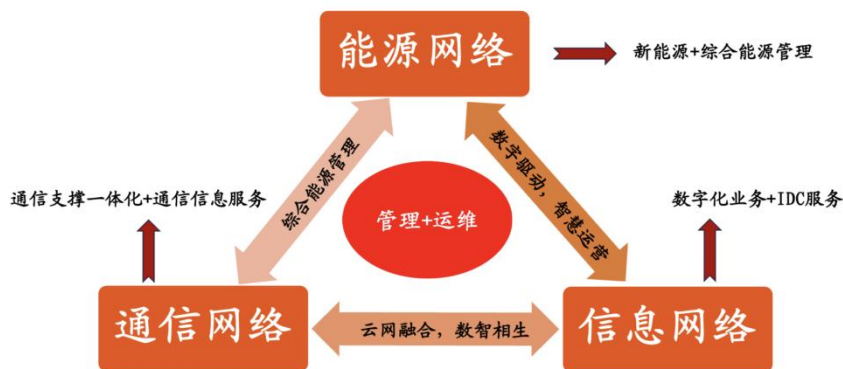 能源网络
新能源+综合能源管理
综合能源管理
数字驱动，智慧运营
通信支撑一体化+通信信息服务
管理+运维
数字化业务+IDC服务
通信网络
云网融合，数智相生
信息网络